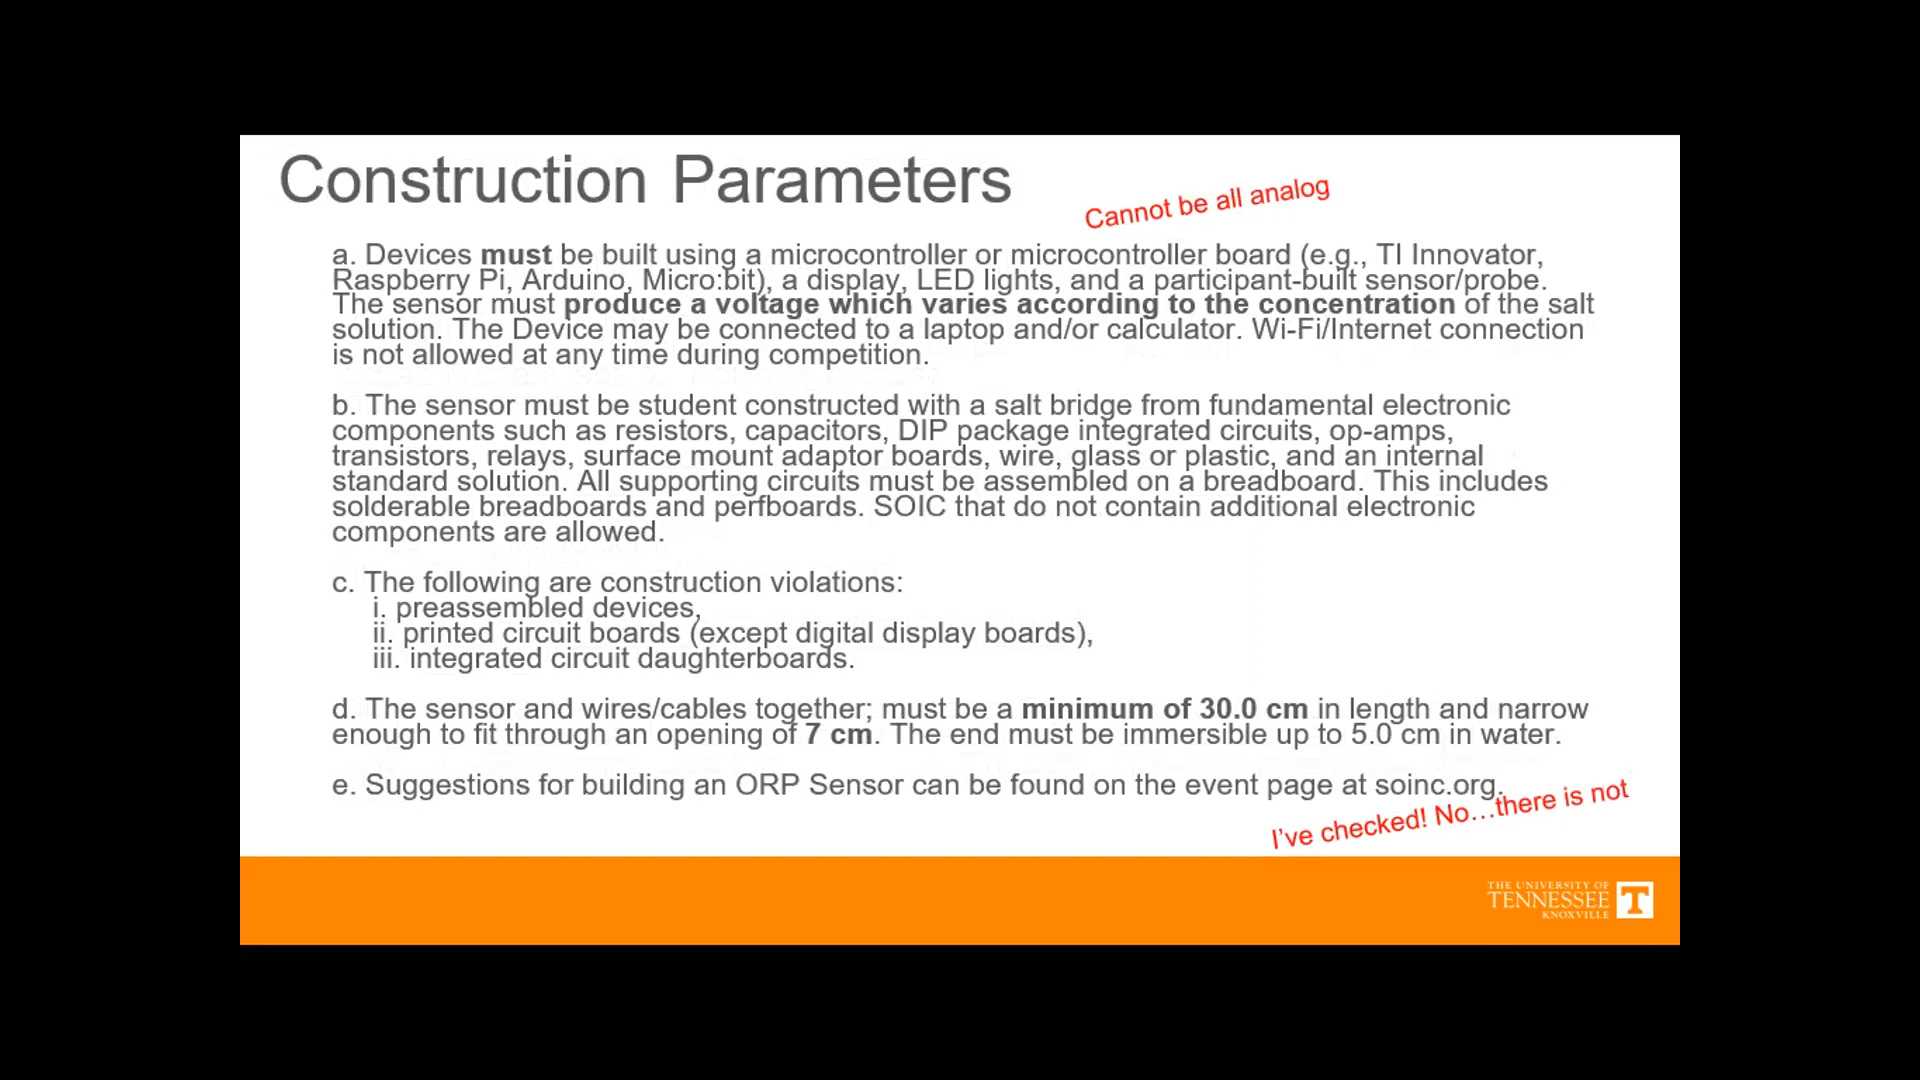 Construction Parameters
Cannot be all analog
a. Devices must be built using a microcontroller or microcontroller board (e.g., TI Innovator,
Raspberry Pi, Arduino, Micro:bit), a display, LED lights, and a participant-built sensor/probe.
The sensor must produce a voltage which varies according to the concentration of the salt
solution. The Device may be connected to a laptop and/or calculator. Wi-Fi/Internet connection
is not allowed at any time during competition.
b. The sensor must be student constructed with a salt bridge from fundamental electronic
components such as resistors, capacitors, DIP package integrated circuits, op-amps,
transistors, relays, surface mount adaptor boards, wire, glass or plastic, and an internal
standard solution. All supporting circuits must be assembled on a breadboard. This includes
solderable breadboards and perfboards. SOIC that do not contain additional electronic
components are allowed.
c. The following are construction violations:
i. preassembled devices,
ii. printed circuit boards (except digital display boards),
iii. integrated circuit daughterboards.
d. The sensor and wires/cables together; must be a minimum of 30.0 cm in length and narrow
enough to fit through an opening of 7 cm. The end must be immersible up to 5.0 cm in water.
e. Suggestions for building an ORP Sensor can be found on the event page at soinc.org.
I've checked! No...there is not
THE UNIVERSITY OF
TENNESSEE
KNOXVILLE
T